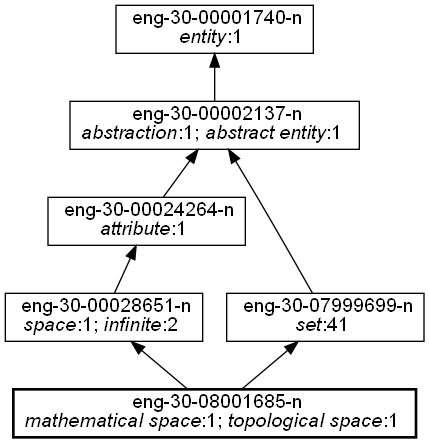 eng-30-00001740-n
entity:1
eng-30-00002137-n
abstraction:1; abstract entity:1
eng-30-00024264-n
attribute:1
eng-30-00028651-n
space:1; infinite:2
eng-30-07999699-n
set:41
eng-30-08001685-n
mathematical space:1; topological space:1